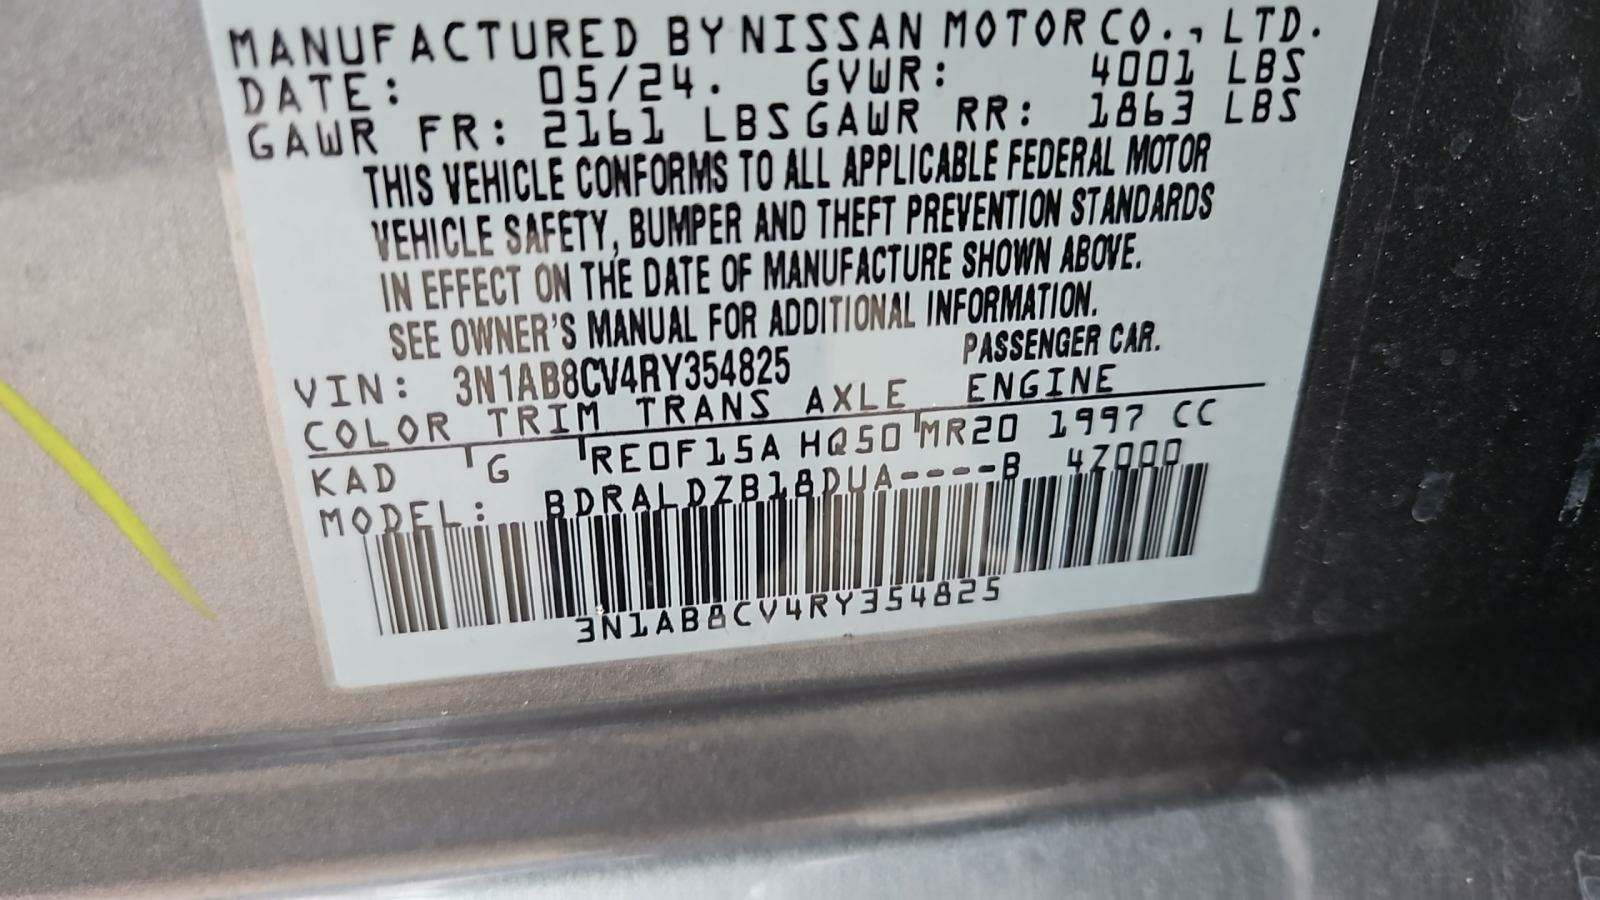 MANUFACTURED BY NISSAN MOTOR CO., LTD.
DATE: 05/24. GVWR: 4001 LBS
GAWR FR: 2161 LBS GAWR RR: 1863 LBS
THIS VEHICLE CONFORMS TO ALL APPLICABLE FEDERAL MOTOR
VEHICLE SAFETY, BUMPER AND THEFT PREVENTION STANDARDS
IN EFFECT ON THE DATE OF MANUFACTURE SHOWN ABOVE.
SEE OWNER'S MANUAL FOR ADDITIONAL INFORMATION.
VIN: 3N1AB8CV4RY354825 PASSENGER CAR.
COLOR TRIM TRANS AXLE ENGINE
KAD G RE0F15A HQ50 MR20 1997 CC
MODEL: BDRALDZB18DUA----B 4Z000
3N1AB8CV4RY354825